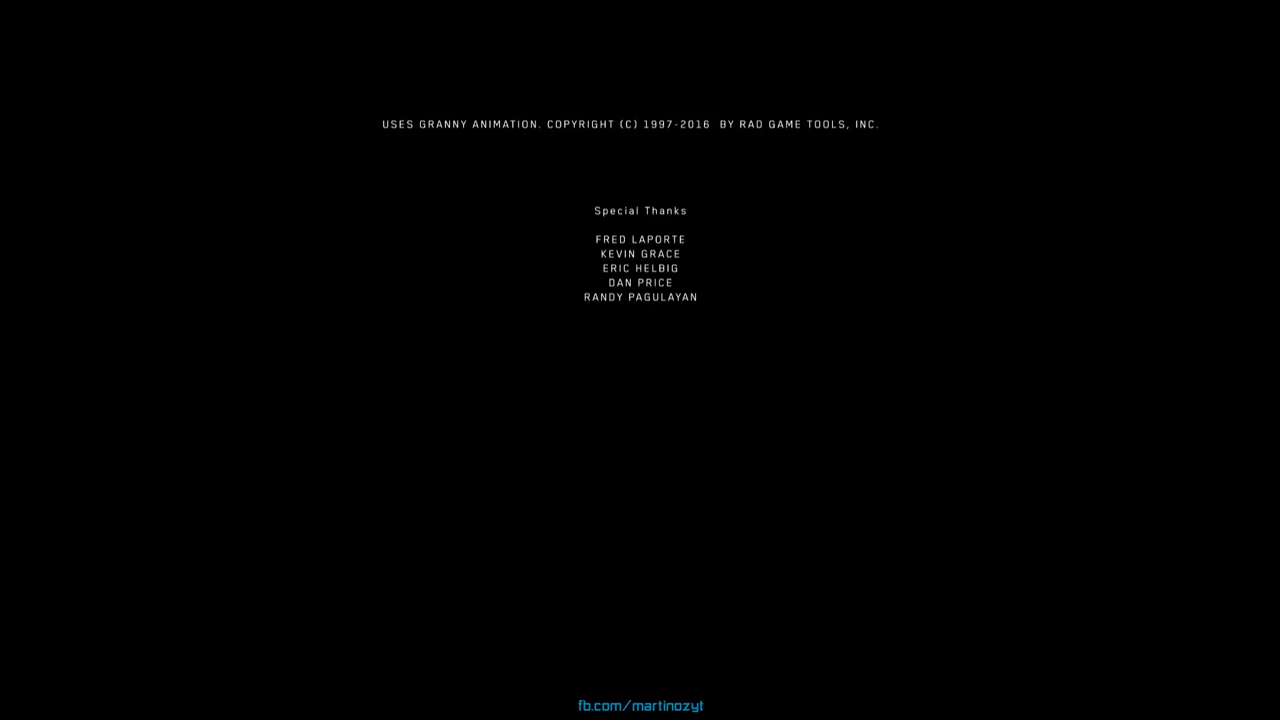 USES GRANNY ANIMATION. COPYRIGHT (C) 1997-2016 BY RAD GAME TOOLS, INC.
Special Thanks
FRED LAPORTE
KEVIN GRACE
ERIC HELBIG
DAN PRICE
RANDY PAGULAYAN
fb.com/martinozyt